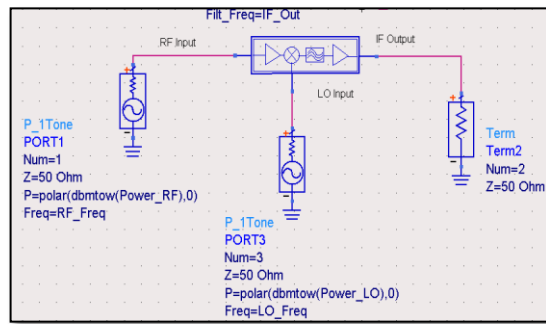 Filt_Freq=IF_Out
RF Input
IF Output
LO Input
P_1Tone
PORT1
Num=1
Z=50 Ohm
P=polar(dbmtow(Power_RF),0)
Freq=RF_Freq
Term
Term2
Num=2
Z=50 Ohm
P_1Tone
PORT3
Num=3
Z=50 Ohm
P=polar(dbmtow(Power_LO),0)
Freq=LO_Freq